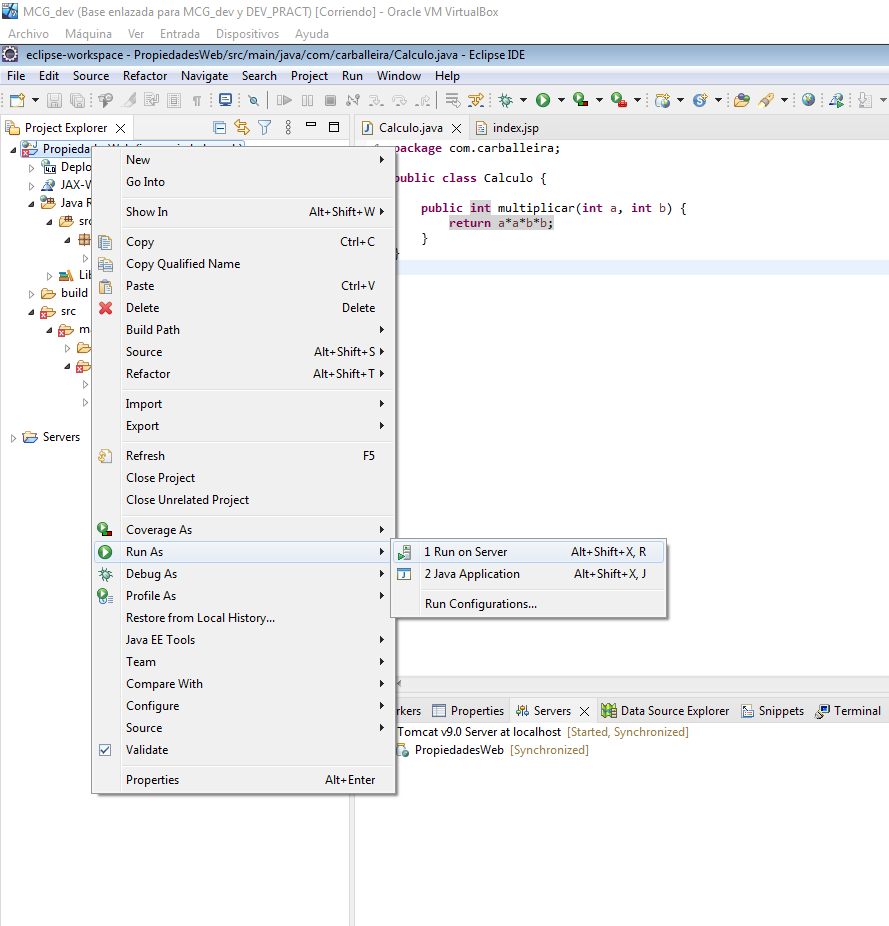 MCG_dev (Base enlazada para MCG_dev y DEV_PRACT) [Corriendo] - Oracle VM VirtualBox
Archivo Máquina Ver Entrada Dispositivos Ayuda
eclipse-workspace - PropiedadesWeb/src/main/java/com/carballeira/Calculo.java - Eclipse IDE
File Edit Source Refactor Navigate Search Project Run Window Help
Project Explorer
Calculo.java index.jsp
Deplo
JAX-W
Java R
src
Lib
build
src
Servers
New
Go Into
Show In Alt+Shift+W
Copy Ctrl+C
Copy Qualified Name
Paste Ctrl+V
Delete Delete
Build Path
Source Alt+Shift+S
Refactor Alt+Shift+T
Import
Export
Refresh F5
Close Project
Close Unrelated Project
Coverage As
Run As
Debug As
Profile As
Restore from Local History...
Java EE Tools
Team
Compare With
Configure
Source
Validate
Properties Alt+Enter
1 Run on Server Alt+Shift+X, R
2 Java Application Alt+Shift+X, J
Run Configurations...
package com.carballeira;
public class Calculo {
public int multiplicar(int a, int b) {
return a*a*b*b;
}
}
rkers Properties Servers Data Source Explorer Snippets Terminal
Tomcat v9.0 Server at localhost [Started, Synchronized]
PropiedadesWeb [Synchronized]